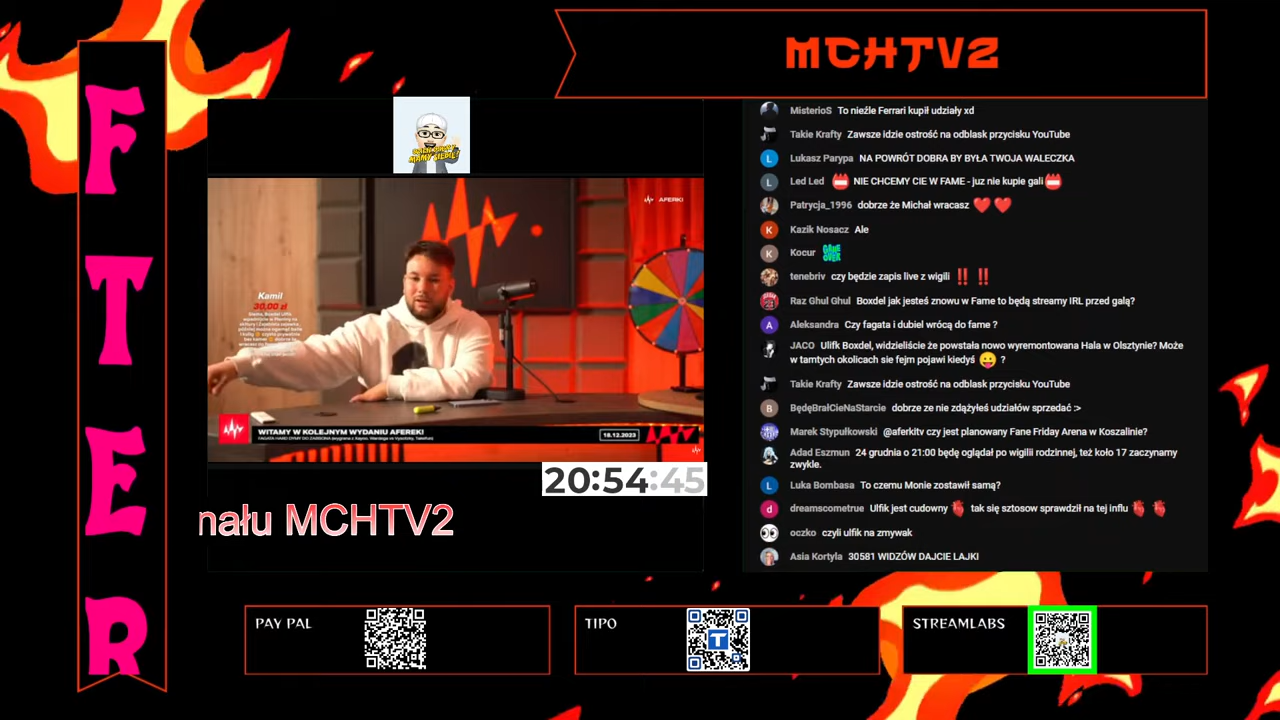 MCHTV2
F
T
E
R
MAMY CIEBIE!
AFERKI
Kamil
30,00 zł
WITAMY W KOLEJNYM WYDANIU AFEREK!
18.12.2023
20:54:45
nału MCHTV2
MisterioS To nieźle Ferrari kupił udziały xd
Takie Krafty Zawsze idzie ostrość na odblask przycisku YouTube
Lukasz Parypa NA POWRÓT DOBRA BY BYŁA TWOJA WALECZKA
Led Led NIE CHCEMY CIE W FAME - juz nie kupie gali
Patrycja_1996 dobrze że Michał wracasz
Kazik Nosacz Ale
Kocur GAME OVER
tenebriv czy będzie zapis live z wigili
Raz Ghul Ghul Boxdel jak jesteś znowu w Fame to będą streamy IRL przed galą?
Aleksandra Czy fagata i dubiel wrócą do fame ?
JACO Ulifk Boxdel, widzieliście że powstała nowo wyremontowana Hala w Olsztynie? Może
w tamtych okolicach sie fejm pojawi kiedyś ?
Takie Krafty Zawsze idzie ostrość na odblask przycisku YouTube
BędęBrałCieNaStarcie dobrze ze nie zdążyłeś udziałów sprzedać :>
Marek Stypułkowski @aferkitv czy jest planowany Fane Friday Arena w Koszalinie?
Adad Eszmun 24 grudnia o 21:00 będę oglądał po wigilii rodzinnej, też koło 17 zaczynamy
zwykle.
Luka Bombasa To czemu Monie zostawił samą?
dreamscometrue Ulfik jest cudowny tak się sztosow sprawdził na tej influ
oczko czyli ulfik na zmywak
Asia Kortyla 30581 WIDZÓW DAJCIE LAJKI
PAY PAL
TIPO
T
STREAMLABS